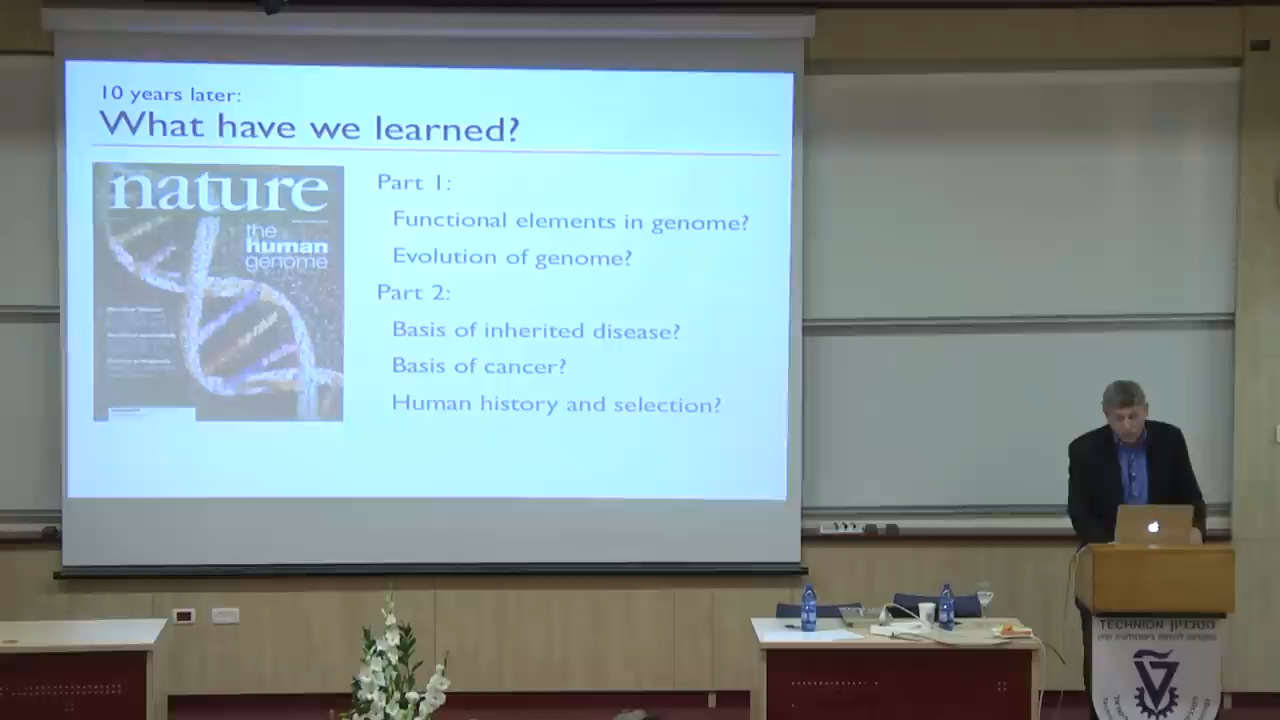 10 years later:
What have we learned?
nature
the
human
genome
Part 1:
Functional elements in genome?
Evolution of genome?
Part 2:
Basis of inherited disease?
Basis of cancer?
Human history and selection?
TECHNION הטכניון